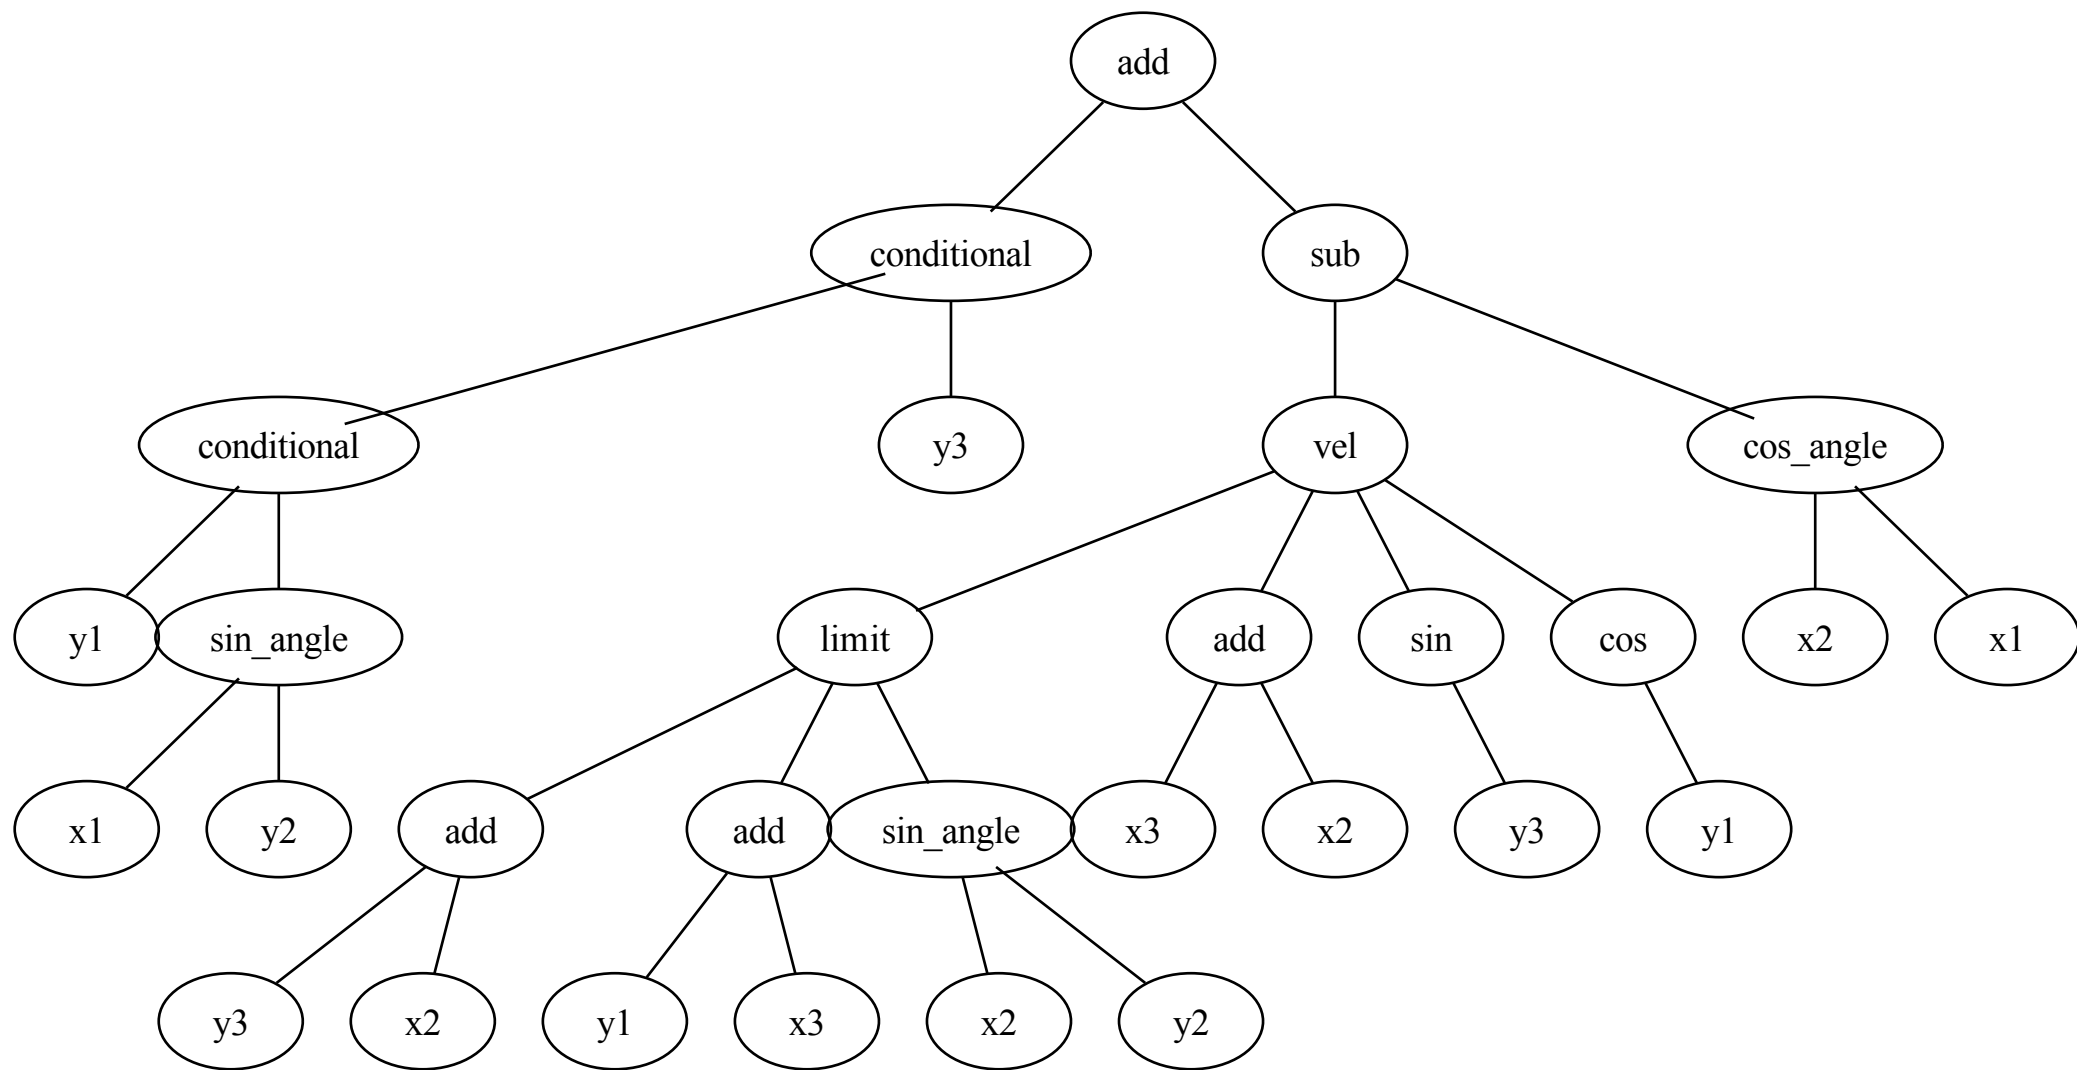 add
conditional sub
conditional y3 vel cos_angle
y1 sin_angle limit add sin cos x2 x1
x1 y2 add add sin_angle x3 x2 y3 y1
y3 x2 y1 x3 x2 y2